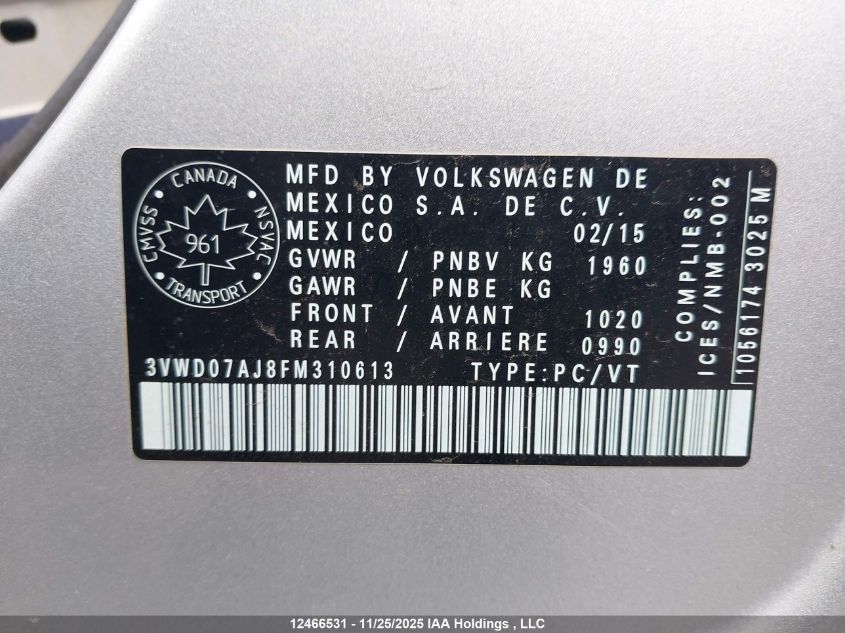 CANADA
CMVSS
NSVAC
961
TRANSPORT
MFD BY VOLKSWAGEN DE
MEXICO S.A. DE C.V.
MEXICO 02/15
GVWR / PNBV KG 1960
GAWR / PNBE KG
FRONT / AVANT 1020
REAR / ARRIERE 0990
3VWD07AJ8FM310613 TYPE:PC/VT
COMPLIES:
ICES/NMB-002
1056174 3025 M
12466531 - 11/25/2025 IAA Holdings , LLC